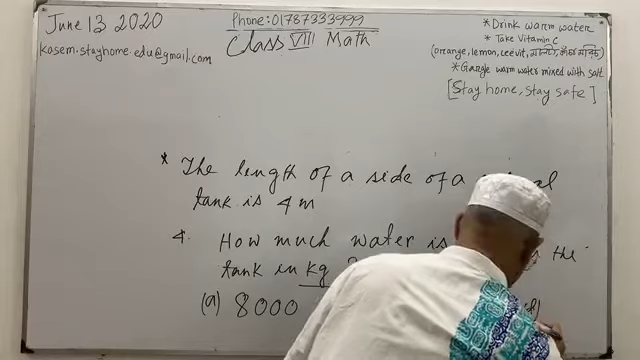 June 13 2020
kosem.stayhome.edu@gmail.com
Phone: 01787333999
Class VIII Math
* Drink warm water
* Take Vitamin C
(orange, lemon, ceevit,
* Gargle warm water mixed with salt
[Stay home, stay safe]
* The length of a side of a
tank is 4 m
4. How much water is the
tank in kg
(a) 8000